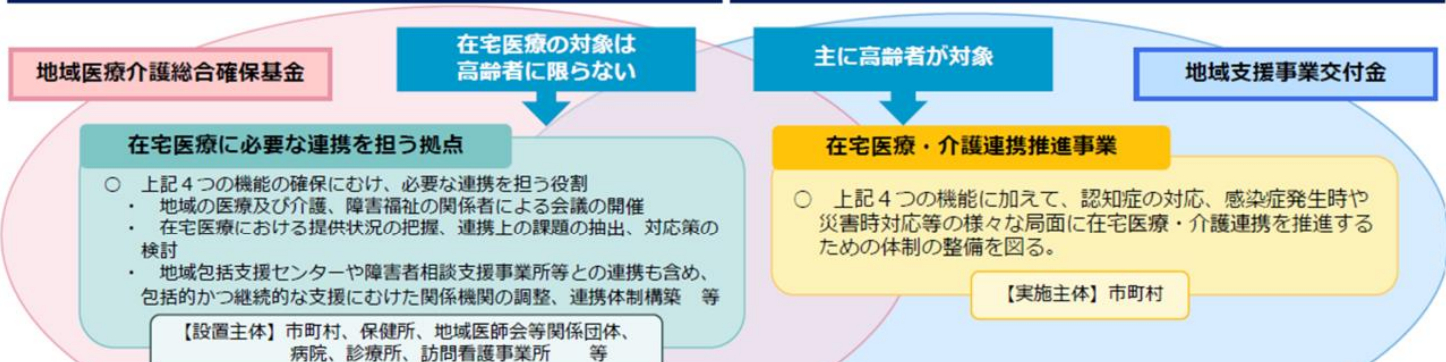 在宅医療の対象は
高齢者に限らない
主に高齢者が対象
地域医療介護総合確保基金
地域支援事業交付金
在宅医療に必要な連携を担う拠点
○ 上記４つの機能の確保にむけ、必要な連携を担う役割
・ 地域の医療及び介護、障害福祉の関係者による会議の開催
・ 在宅医療における提供状況の把握、連携上の課題の抽出、対応策の
検討
・ 地域包括支援センターや障害者相談支援事業所等との連携も含め、
包括的かつ継続的な支援にむけた関係機関の調整、連携体制構築 等
【設置主体】市町村、保健所、地域医師会等関係団体、
病院、診療所、訪問看護事業所 等
在宅医療・介護連携推進事業
○ 上記４つの機能に加えて、認知症の対応、感染症発生時や
災害時対応等の様々な局面に在宅医療・介護連携を推進する
ための体制の整備を図る。
【実施主体】市町村